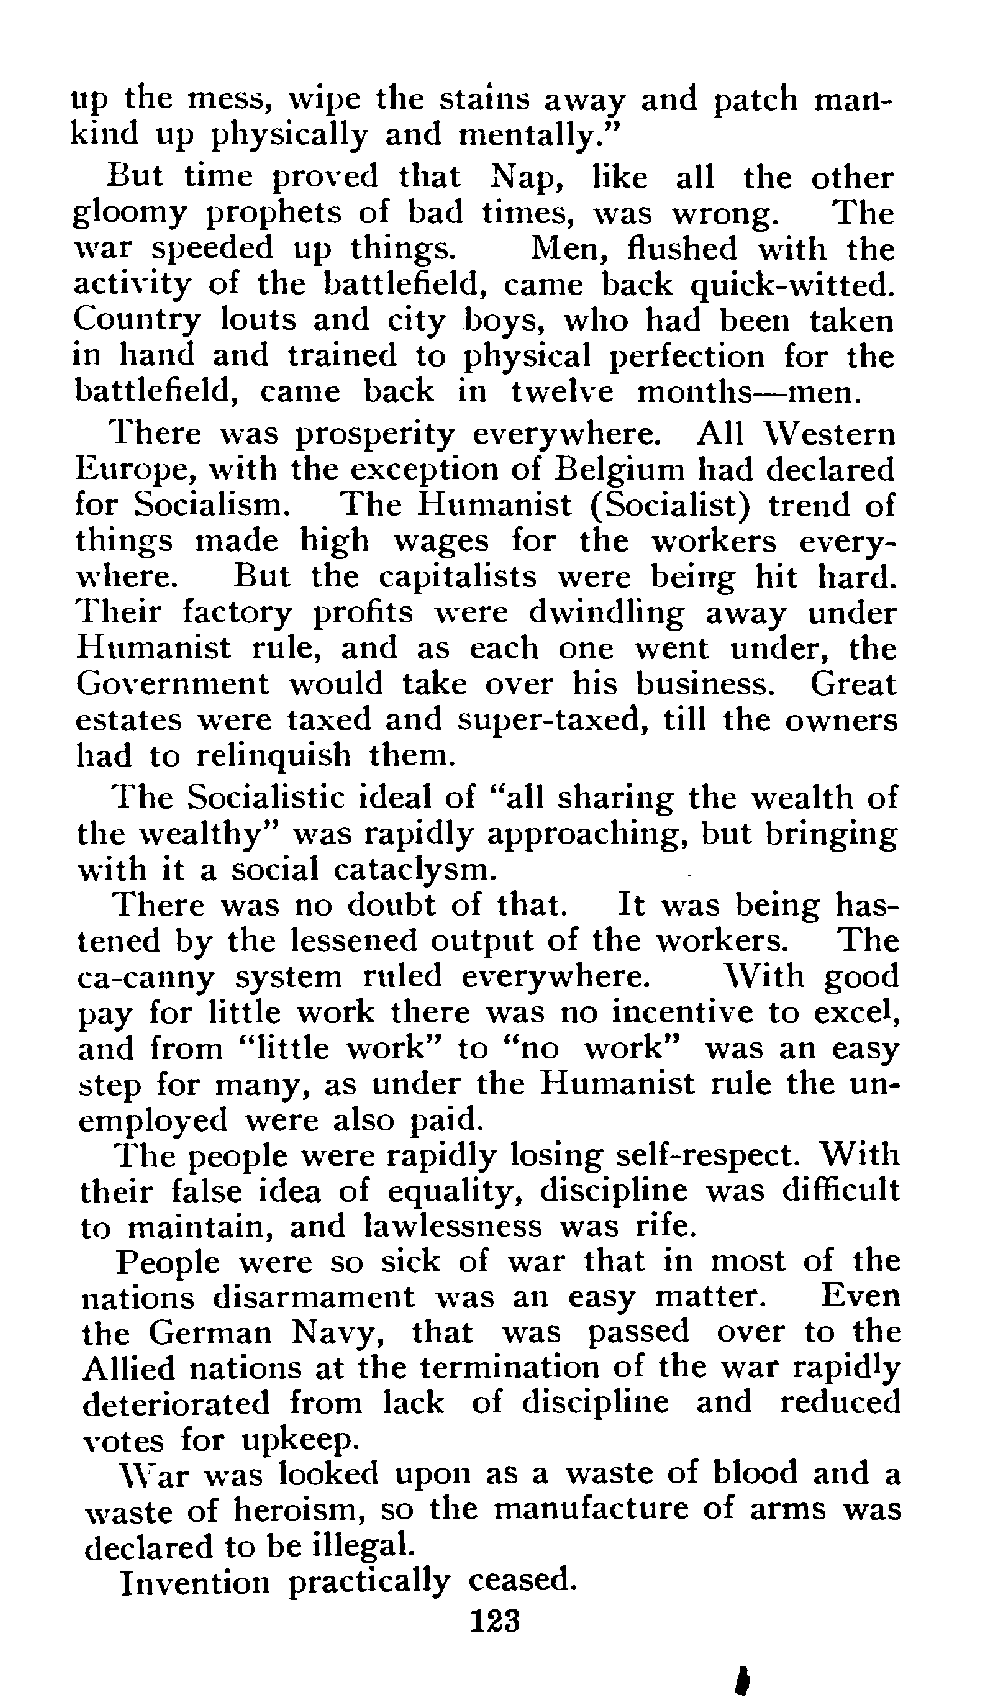 up the mess, wipe the stains away and patch man-
kind up physically and mentally.”
But time proved that Nap, like all the other
gloomy prophets of bad times, was wrong. The
war speeded up things. Men, flushed with the
activity of the battlefield, came back quick-witted.
Country louts and city boys, who had been taken
in hand and trained to physical perfection for the
battlefield, came back in twelve months—men.
There was prosperity everywhere. All Western
Europe, with the exception of Belgium had declared
for Socialism. The Humanist (Socialist) trend of
things made high wages for the workers every-
where. But the capitalists were being hit hard.
Their factory profits were dwindling away under
Humanist rule, and as each one went under, the
Government would take over his business. Great
estates were taxed and super-taxed, till the owners
had to relinquish them.
The Socialistic ideal of “all sharing the wealth of
the wealthy” was rapidly approaching, but bringing
with it a social cataclysm.
There was no doubt of that. It was being has-
tened by the lessened output of the workers. The
ca-canny system ruled everywhere. With good
pay for little work there was no incentive to excel,
and from “little work” to “no work” was an easy
step for many, as under the Humanist rule the un-
employed were also paid.
The people were rapidly losing self-respect. With
their false idea of equality, discipline was difficult
to maintain, and lawlessness was rife.
People were so sick of war that in most of the
nations disarmament was an easy matter. Even
the German Navy, that was passed over to the
Allied nations at the termination of the war rapidly
deteriorated from lack of discipline and reduced
votes for upkeep.
War was looked upon as a waste of blood and a
waste of heroism, so the manufacture of arms was
declared to be illegal.
Invention practically ceased.
123